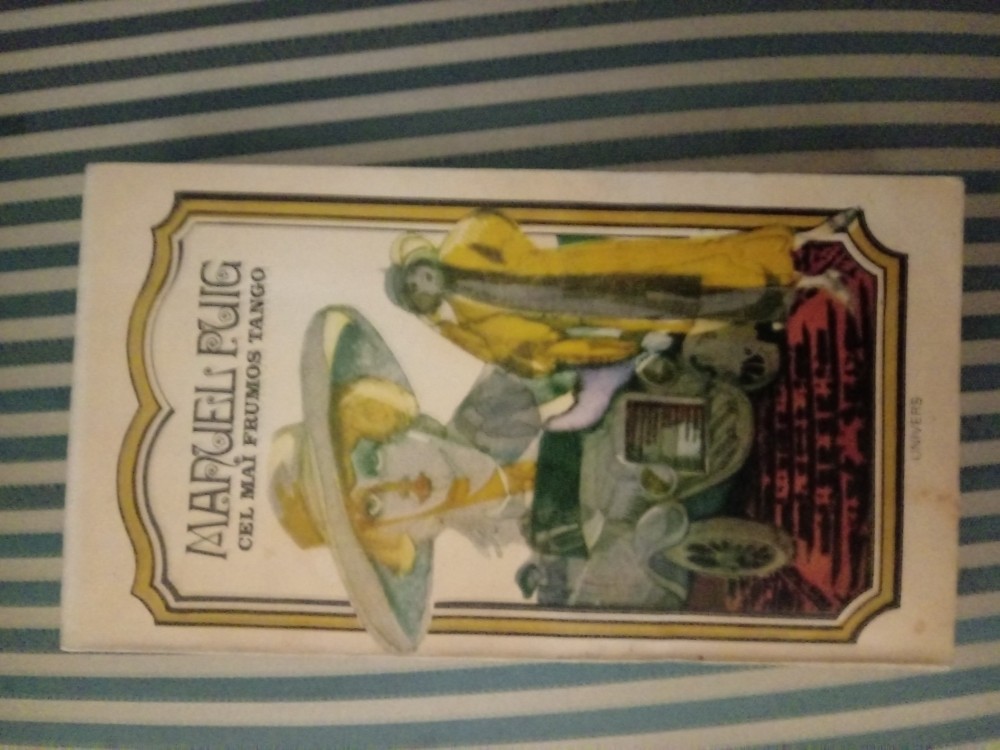 MANUEL PUIG
CEL MAI FRUMOS TANGO
UNIVERS